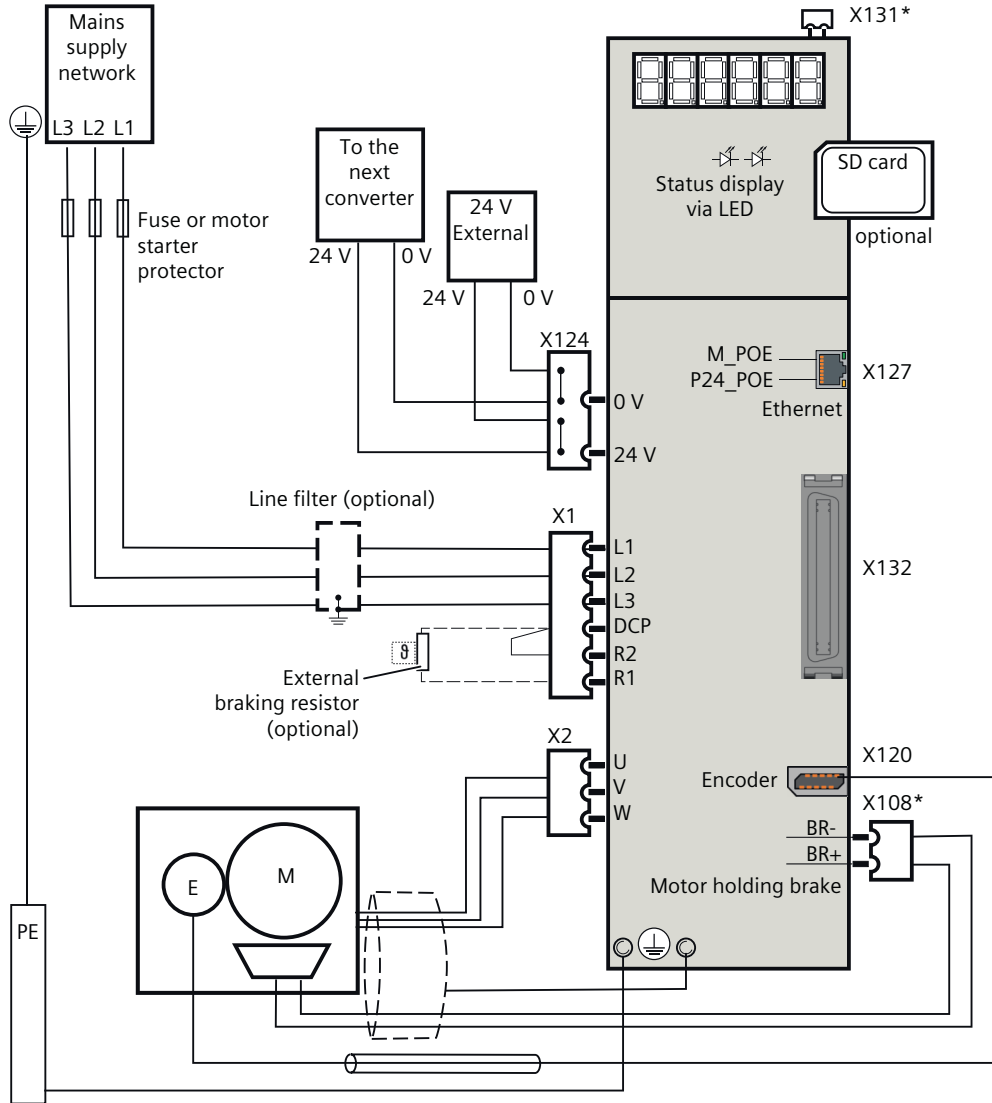 Mains
supply
network
L3 L2 L1
Fuse or motor
starter
protector
To the
next
converter
24 V
0 V
24 V
External
24 V
0 V
X131*
Status display
via LED
SD card
optional
X124
0 V
24 V
M_POE
P24_POE
Ethernet
X127
Line filter (optional)
X1
L1
L2
L3
DCP
R2
R1
X132
ϑ
External
braking resistor
(optional)
X2
U
V
W
Encoder
X120
X108*
BR-
BR+
Motor holding brake
E
M
PE